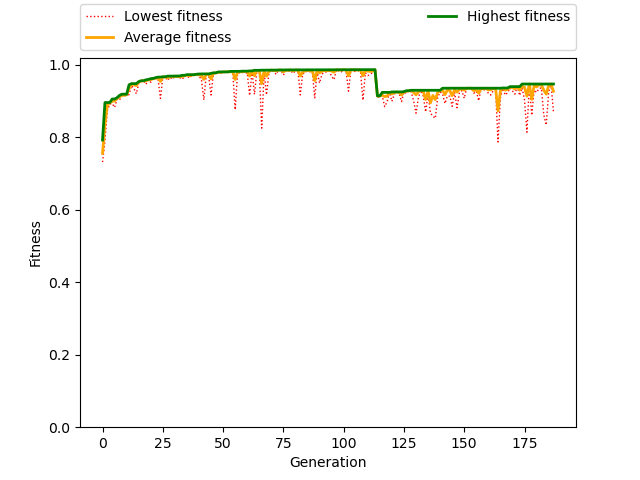 Lowest fitness
Average fitness
Highest fitness
1.0
0.8
0.6
0.4
0.2
0.0
Fitness
0 25 50 75 100 125 150 175
Generation